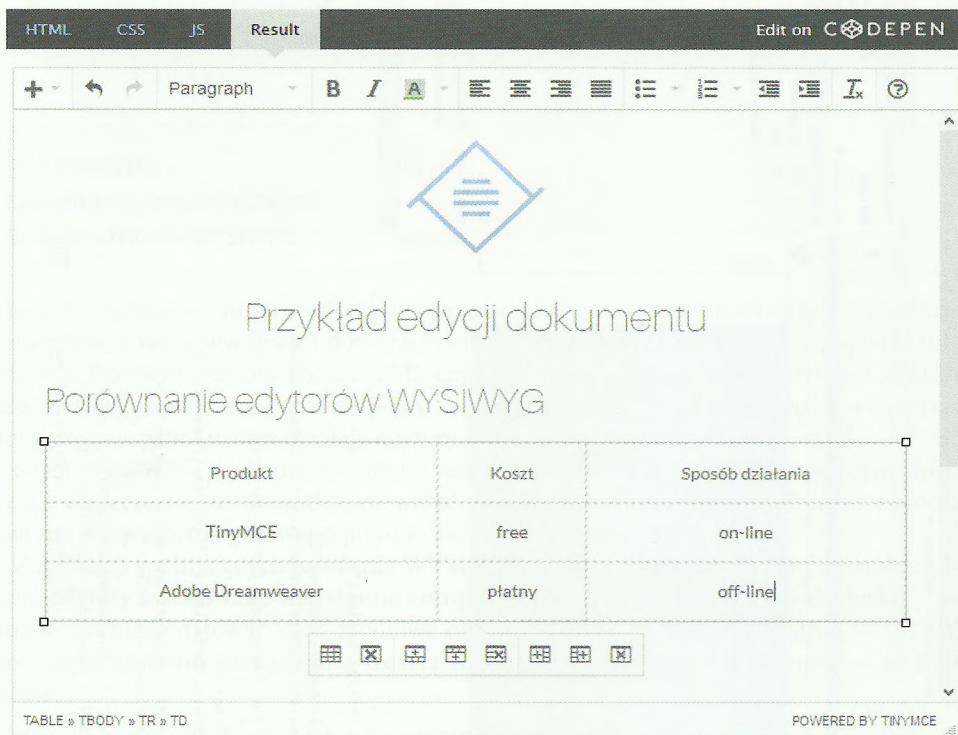 HTML CSS JS Result Edit on CODEPEN
Paragraph B I A
Przykład edycji dokumentu
Porównanie edytorów WYSIWYG
Produkt Koszt Sposób działania
TinyMCE free on-line
Adobe Dreamweaver płatny off-line
TABLE » TBODY » TR » TD POWERED BY TINYMCE